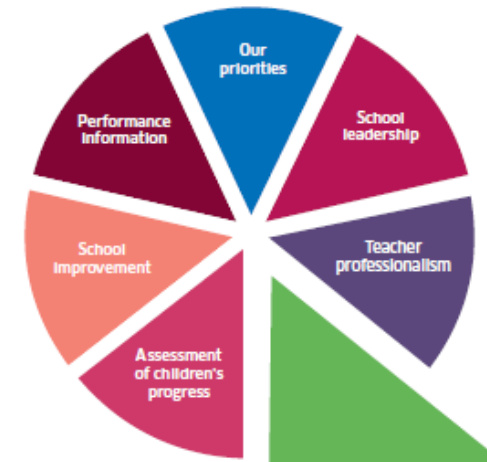 Our
priorities
School
leadership
Teacher
professionalism
Assessment
of children's
progress
School
improvement
Performance
information